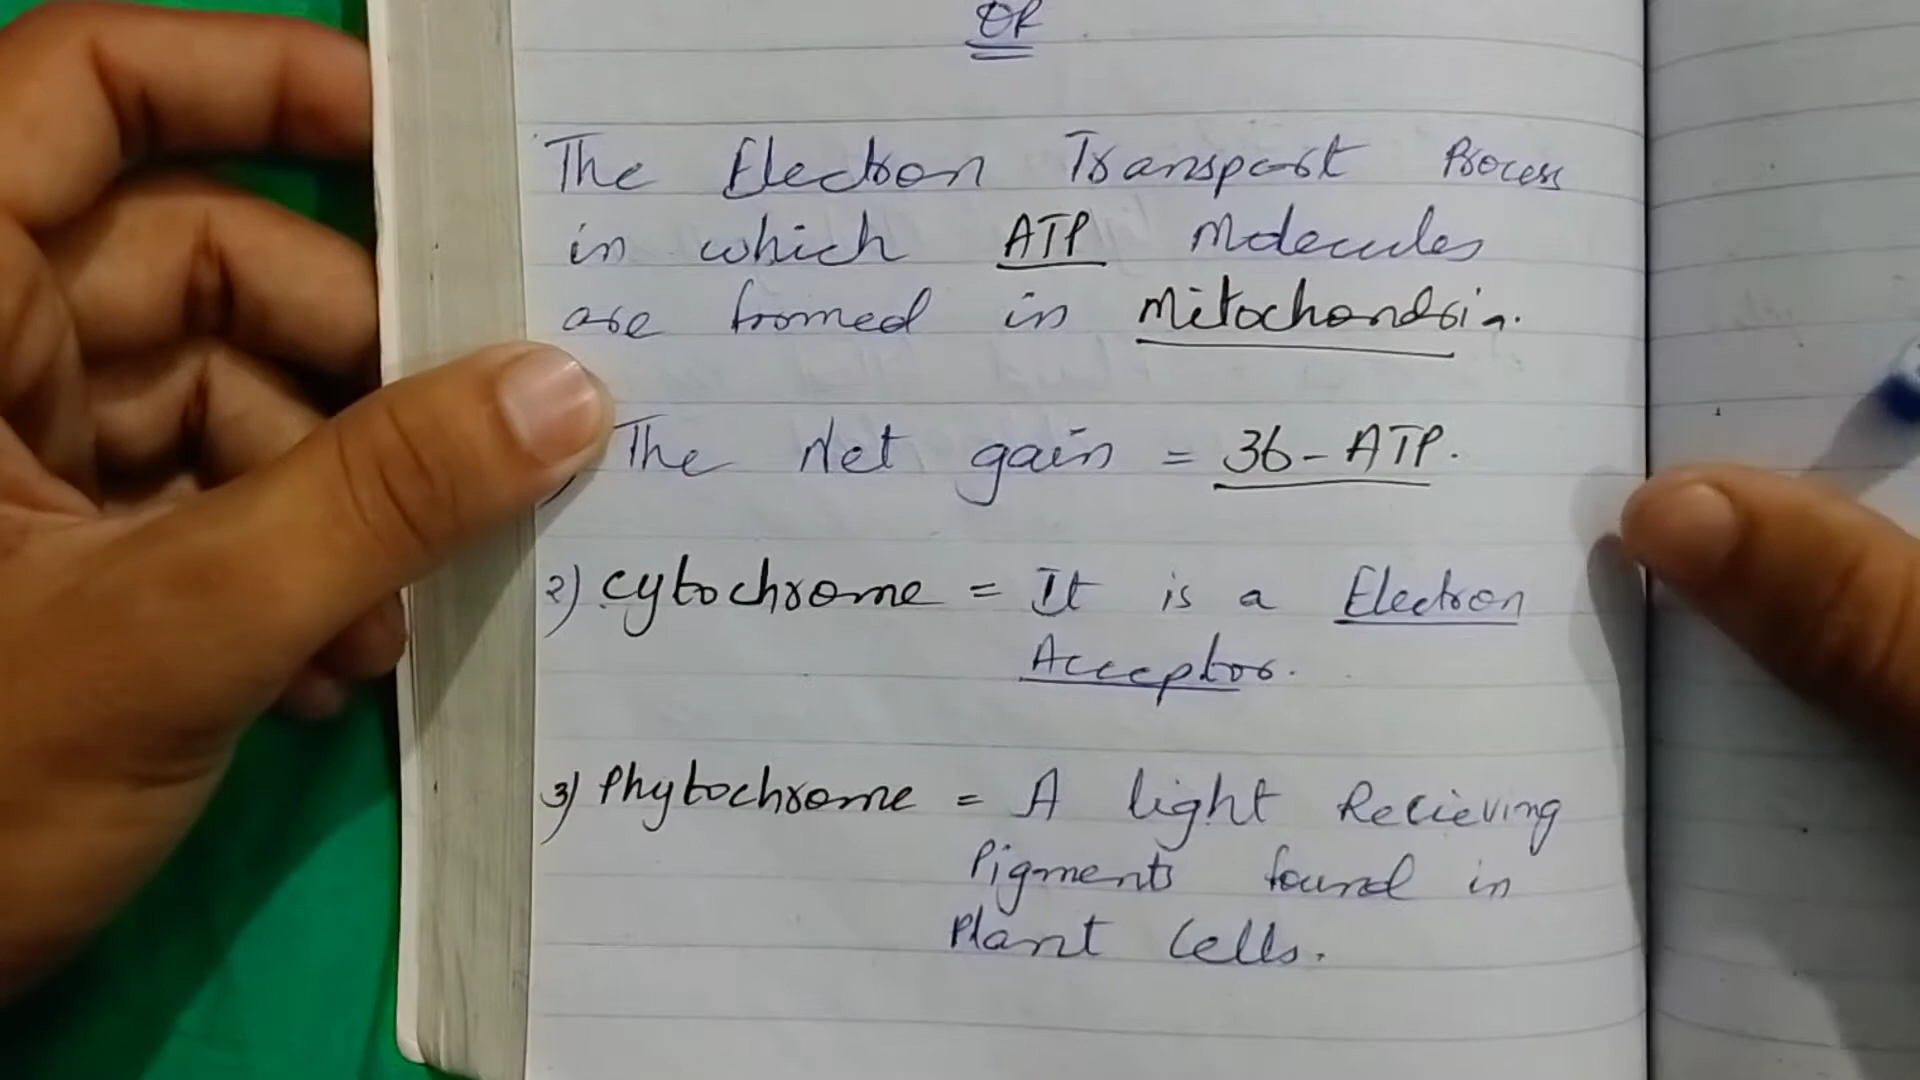 OR
The Electron Transport Process
in which ATP Molecules
are fromed in Mitochondria.
The Net gain = 36-ATP.
2) Cytochrome = It is a Electron
Acceptor.
3) Phytochrome = A light Recieving
Pigments found in
Plant Cells.